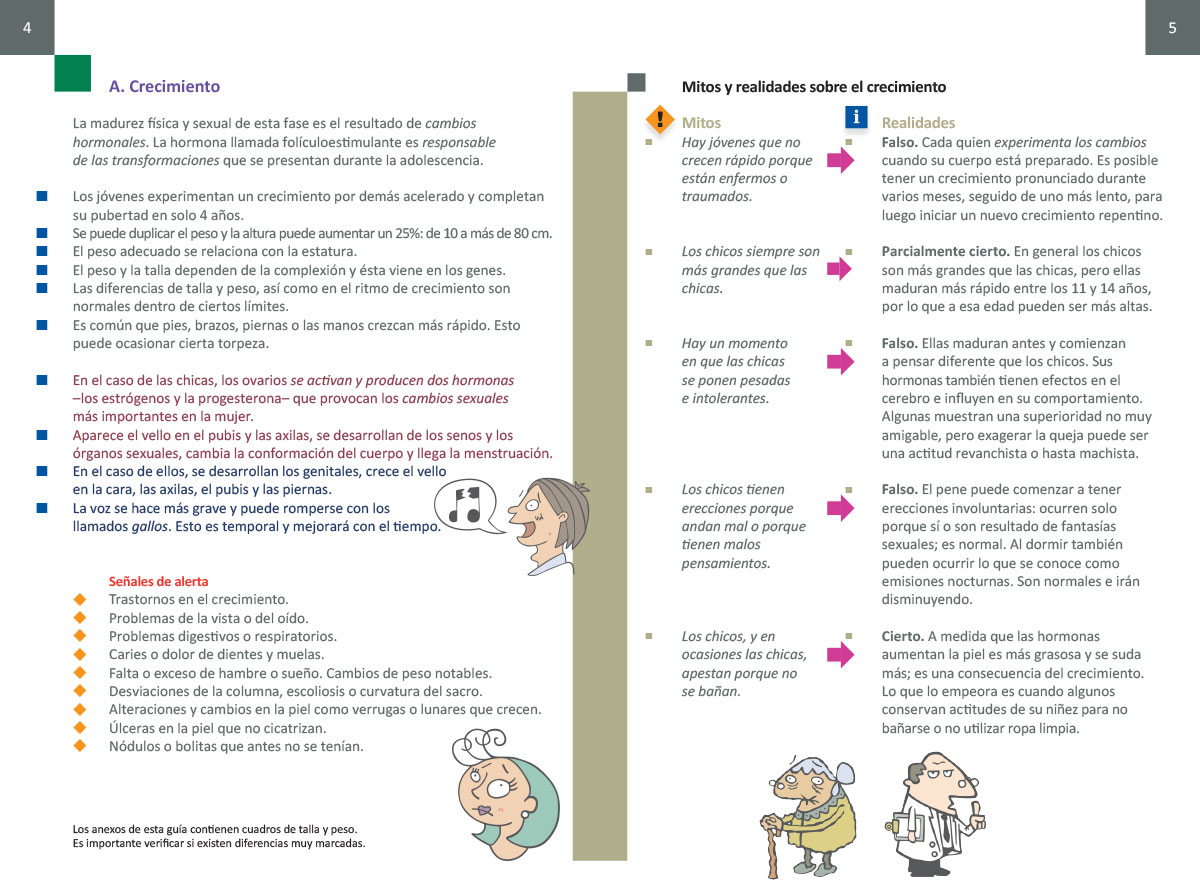 4
A. Crecimiento
La madurez física y sexual de esta fase es el resultado de cambios
hormonales. La hormona llamada folículoestimulante es responsable
de las transformaciones que se presentan durante la adolescencia.
Los jóvenes experimentan un crecimiento por demás acelerado y completan
su pubertad en solo 4 años.
Se puede duplicar el peso y la altura puede aumentar un 25%: de 10 a más de 80 cm.
El peso adecuado se relaciona con la estatura.
El peso y la talla dependen de la complexión y ésta viene en los genes.
Las diferencias de talla y peso, así como en el ritmo de crecimiento son
normales dentro de ciertos límites.
Es común que pies, brazos, piernas o las manos crezcan más rápido. Esto
puede ocasionar cierta torpeza.
En el caso de las chicas, los ovarios se activan y producen dos hormonas
–los estrógenos y la progesterona– que provocan los cambios sexuales
más importantes en la mujer.
Aparece el vello en el pubis y las axilas, se desarrollan de los senos y los
órganos sexuales, cambia la conformación del cuerpo y llega la menstruación.
En el caso de ellos, se desarrollan los genitales, crece el vello
en la cara, las axilas, el pubis y las piernas.
La voz se hace más grave y puede romperse con los
llamados gallos. Esto es temporal y mejorará con el tiempo.
Señales de alerta
Trastornos en el crecimiento.
Problemas de la vista o del oído.
Problemas digestivos o respiratorios.
Caries o dolor de dientes y muelas.
Falta o exceso de hambre o sueño. Cambios de peso notables.
Desviaciones de la columna, escoliosis o curvatura del sacro.
Alteraciones y cambios en la piel como verrugas o lunares que crecen.
Úlceras en la piel que no cicatrizan.
Nódulos o bolitas que antes no se tenían.
Los anexos de esta guía contienen cuadros de talla y peso.
Es importante verificar si existen diferencias muy marcadas.
5
Mitos y realidades sobre el crecimiento
!
Mitos
i
Realidades
Hay jóvenes que no
crecen rápido porque
están enfermos o
traumados.
Falso. Cada quien experimenta los cambios
cuando su cuerpo está preparado. Es posible
tener un crecimiento pronunciado durante
varios meses, seguido de uno más lento, para
luego iniciar un nuevo crecimiento repentino.
Los chicos siempre son
más grandes que las
chicas.
Parcialmente cierto. En general los chicos
son más grandes que las chicas, pero ellas
maduran más rápido entre los 11 y 14 años,
por lo que a esa edad pueden ser más altas.
Hay un momento
en que las chicas
se ponen pesadas
e intolerantes.
Falso. Ellas maduran antes y comienzan
a pensar diferente que los chicos. Sus
hormonas también tienen efectos en el
cerebro e influyen en su comportamiento.
Algunas muestran una superioridad no muy
amigable, pero exagerar la queja puede ser
una actitud revanchista o hasta machista.
Los chicos tienen
erecciones porque
andan mal o porque
tienen malos
pensamientos.
Falso. El pene puede comenzar a tener
erecciones involuntarias: ocurren solo
porque sí o son resultado de fantasías
sexuales; es normal. Al dormir también
pueden ocurrir lo que se conoce como
emisiones nocturnas. Son normales e irán
disminuyendo.
Los chicos, y en
ocasiones las chicas,
apestan porque no
se bañan.
Cierto. A medida que las hormonas
aumentan la piel es más grasosa y se suda
más; es una consecuencia del crecimiento.
Lo que lo empeora es cuando algunos
conservan actitudes de su niñez para no
bañarse o no utilizar ropa limpia.